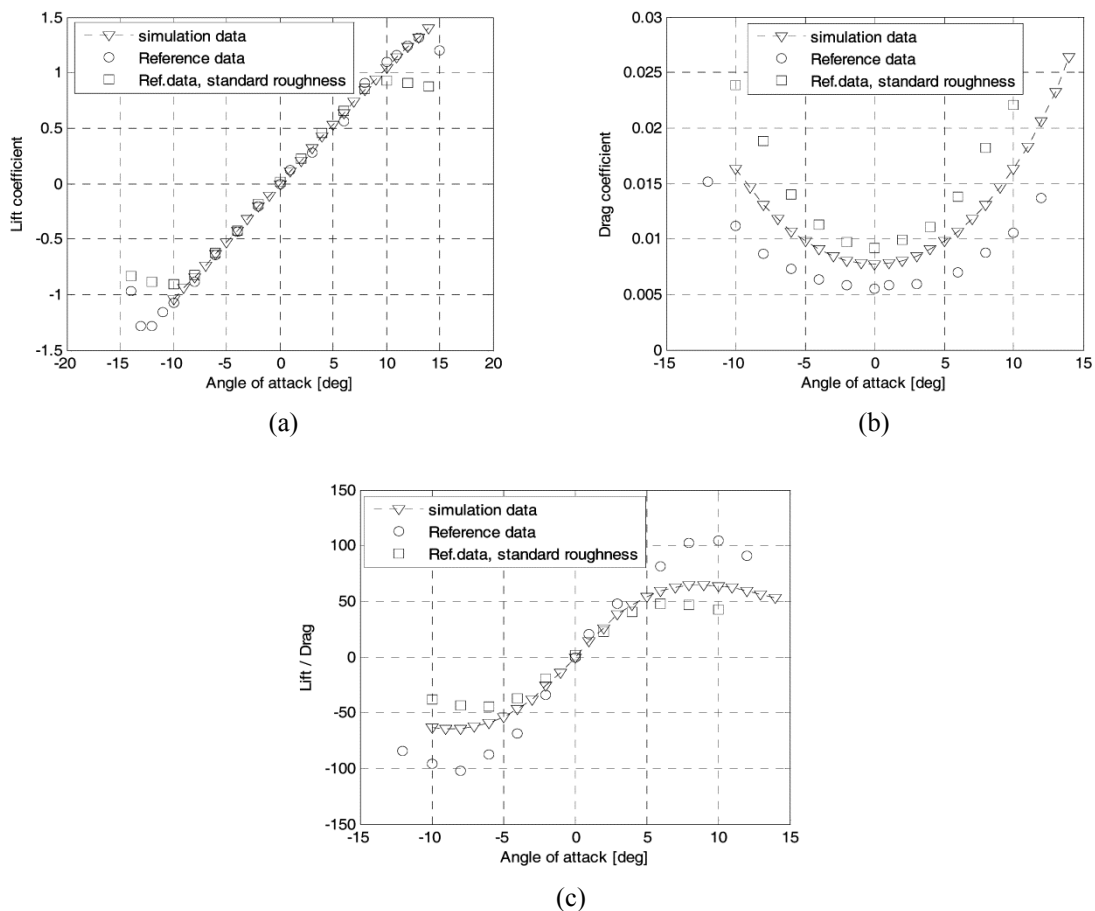 1.5
1
0.5
0
-0.5
-1
-1.5
Lift coefficient
simulation data
Reference data
Ref.data, standard roughness
-20 -15 -10 -5 0 5 10 15 20
Angle of attack [deg]
(a)
0.03
0.025
0.02
0.015
0.01
0.005
0
Drag coefficient
simulation data
Reference data
Ref.data, standard roughness
-15 -10 -5 0 5 10 15
Angle of attack [deg]
(b)
150
100
50
0
-50
-100
-150
Lift / Drag
simulation data
Reference data
Ref.data, standard roughness
-15 -10 -5 0 5 10 15
Angle of attack [deg]
(c)